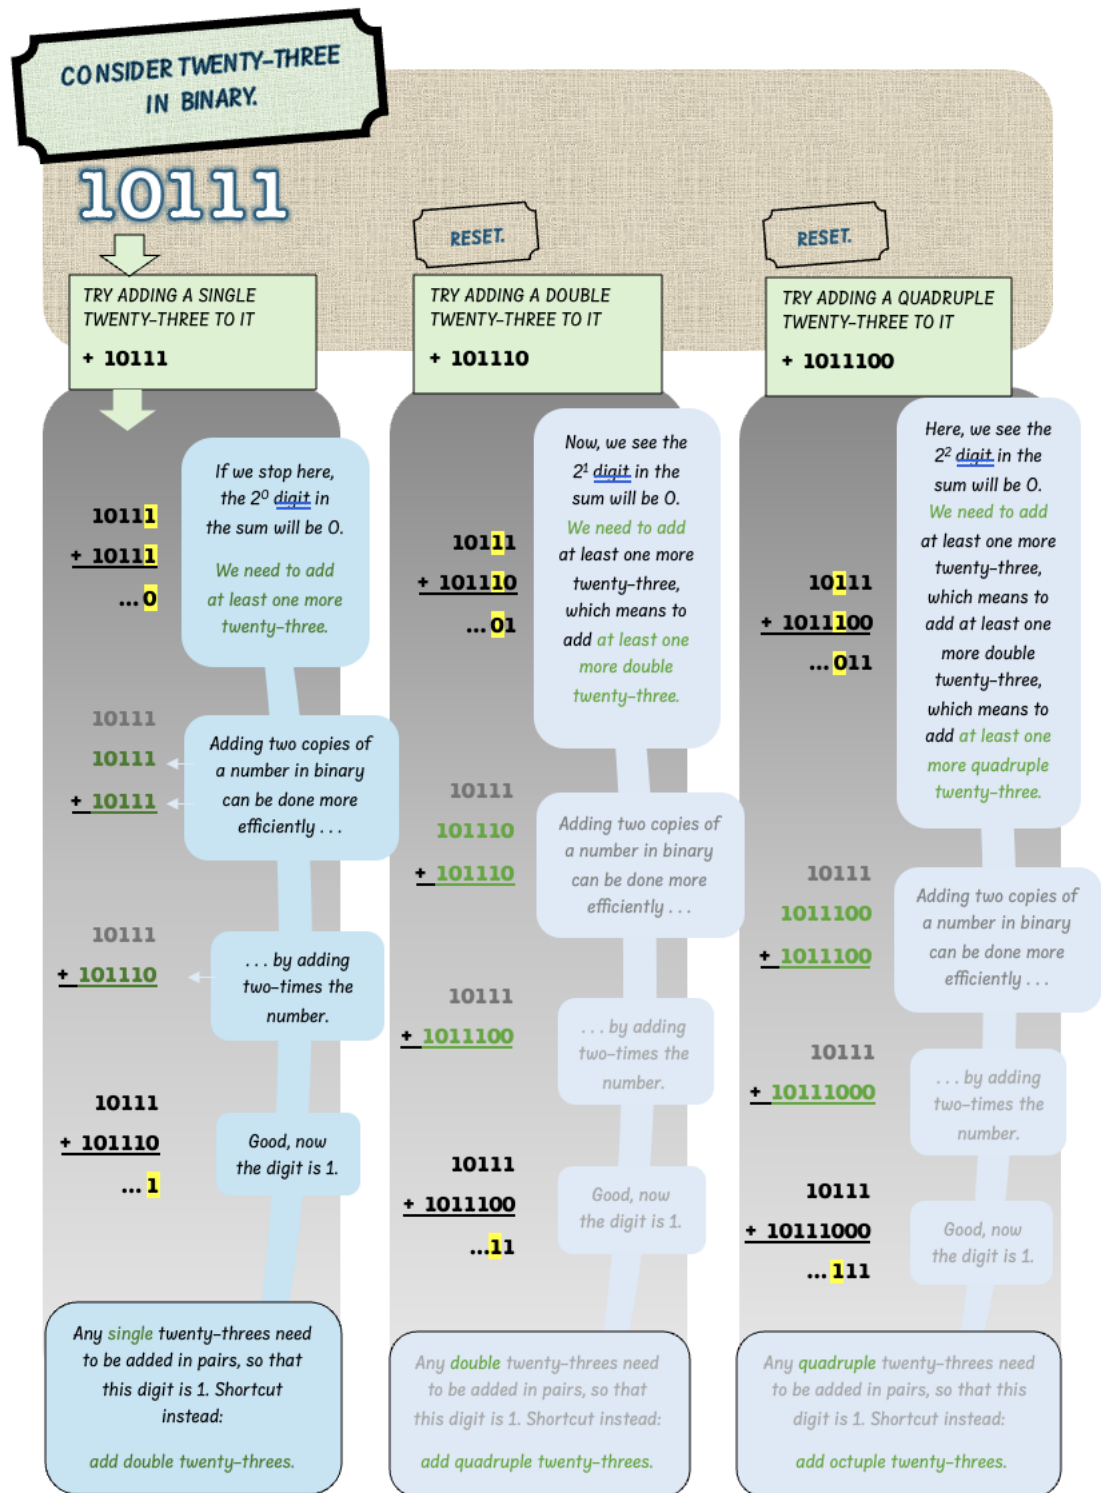 CONSIDER TWENTY-THREE
IN BINARY.
10111
TRY ADDING A SINGLE
TWENTY-THREE TO IT
+ 10111
10111
+ 10111
... 0
If we stop here,
the 2⁰ digit in
the sum will be 0.
We need to add
at least one more
twenty-three.
10111
10111
+ 10111
Adding two copies of
a number in binary
can be done more
efficiently . . .
10111
+ 101110
. . . by adding
two-times the
number.
10111
+ 101110
... 1
Good, now
the digit is 1.
Any single twenty-threes need
to be added in pairs, so that
this digit is 1. Shortcut
instead:
add double twenty-threes.
RESET.
TRY ADDING A DOUBLE
TWENTY-THREE TO IT
+ 101110
10111
+ 101110
... 01
Now, we see the
2¹ digit in the
sum will be 0.
We need to add
at least one more
twenty-three,
which means to
add at least one
more double
twenty-three.
10111
101110
+ 101110
Adding two copies of
a number in binary
can be done more
efficiently . . .
10111
+ 1011100
. . . by adding
two-times the
number.
10111
+ 1011100
...11
Good, now
the digit is 1.
Any double twenty-threes need
to be added in pairs, so that
this digit is 1. Shortcut instead:
add quadruple twenty-threes.
RESET.
TRY ADDING A QUADRUPLE
TWENTY-THREE TO IT
+ 1011100
10111
+ 1011100
... 011
Here, we see the
2² digit in the
sum will be 0.
We need to add
at least one more
twenty-three,
which means to
add at least one
more double
twenty-three,
which means to
add at least one
more quadruple
twenty-three.
10111
1011100
+ 1011100
Adding two copies of
a number in binary
can be done more
efficiently . . .
10111
+ 10111000
. . . by adding
two-times the
number.
10111
+ 10111000
... 111
Good, now
the digit is 1.
Any quadruple twenty-threes need
to be added in pairs, so that this
digit is 1. Shortcut instead:
add octuple twenty-threes.